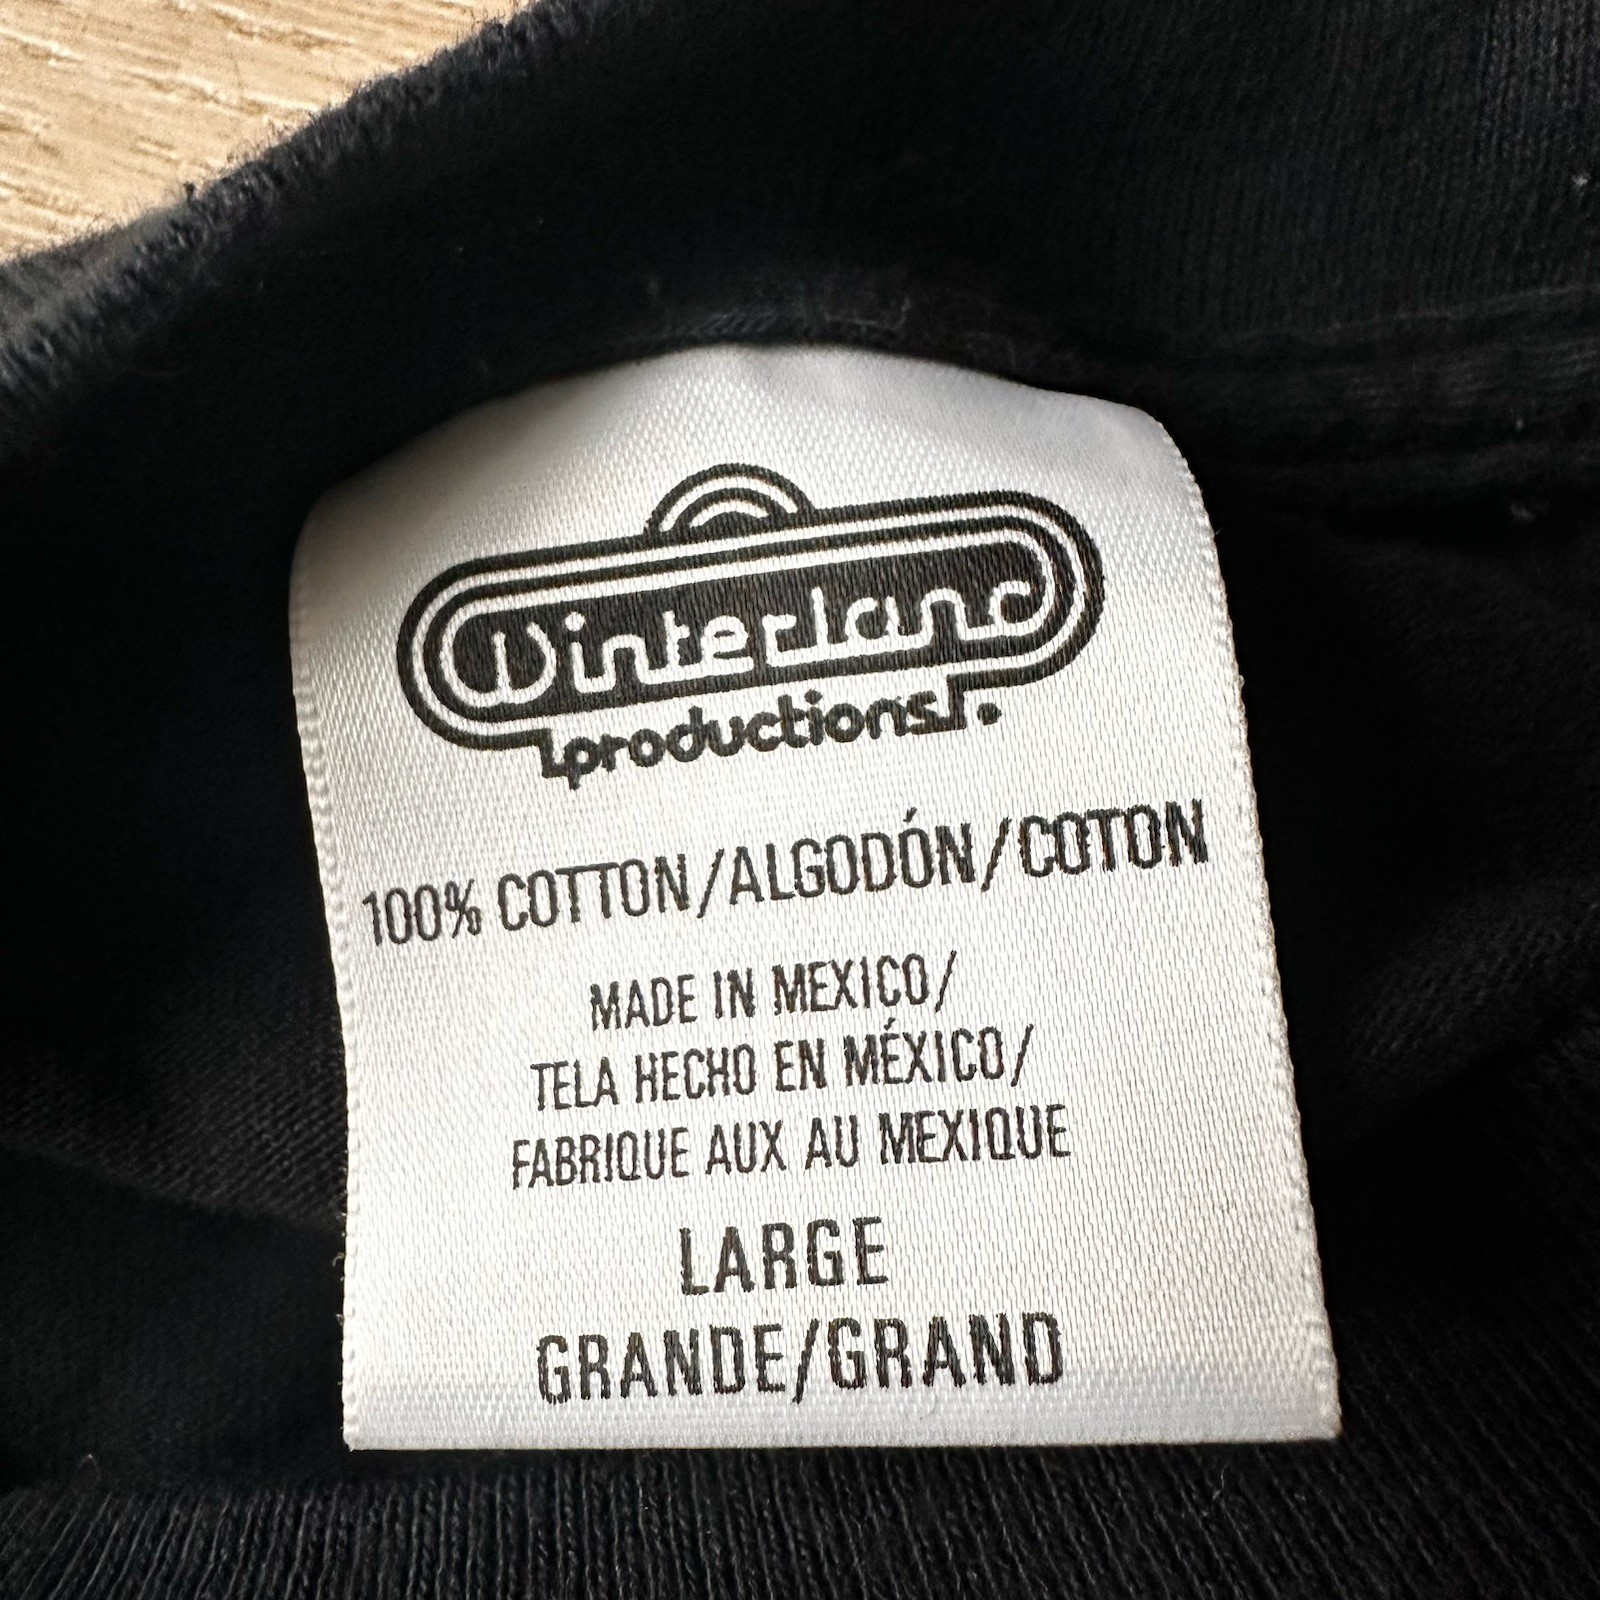 Winterland
productions.
100% COTTON/ALGODÓN/COTON
MADE IN MEXICO/
TELA HECHO EN MÉXICO/
FABRIQUE AUX AU MEXIQUE
LARGE
GRANDE/GRAND